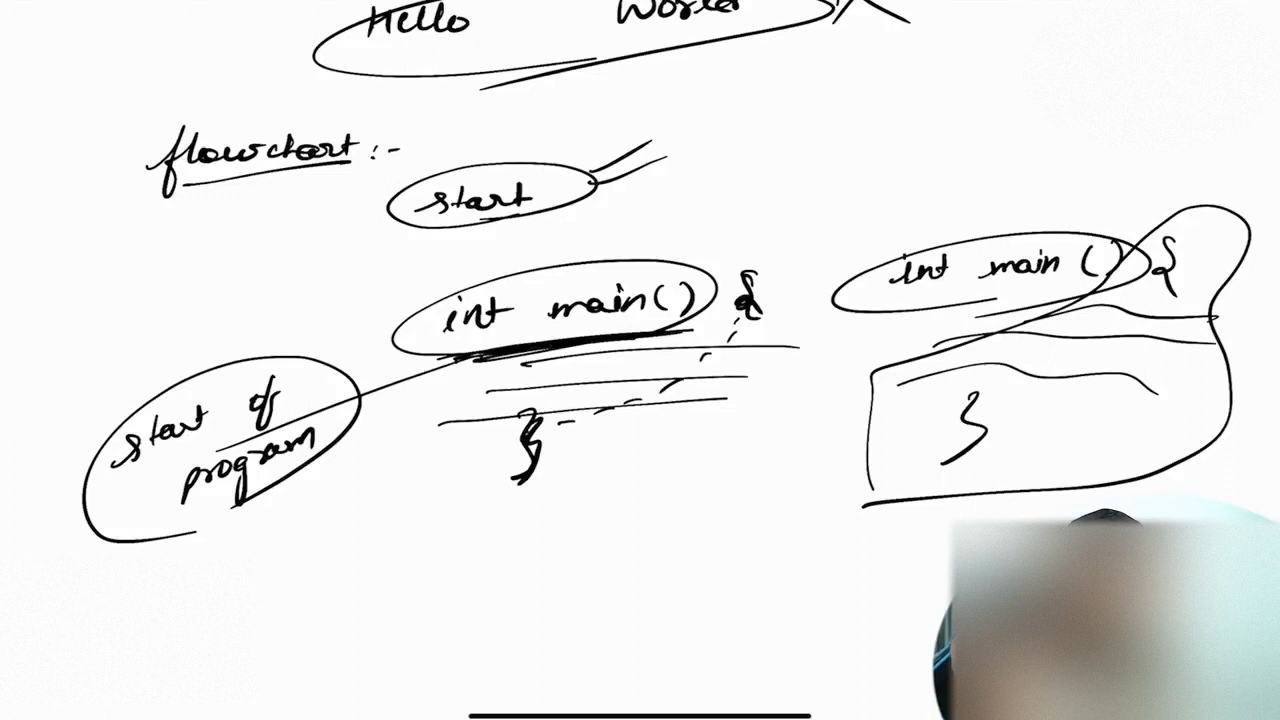 Hello World
flowchart :-
start
int main() {
}
start of
program
int main () {
}